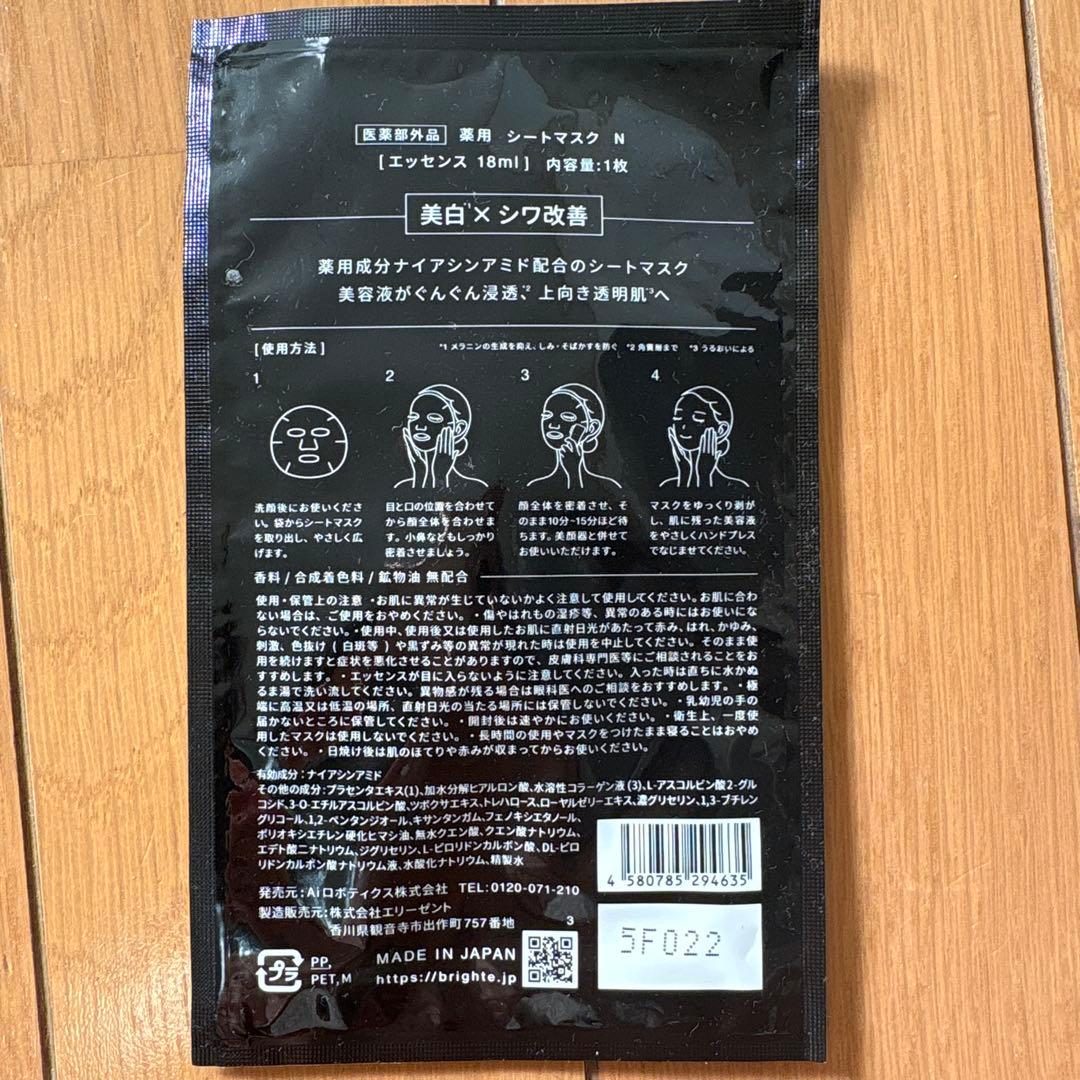 医薬部外品 薬用 シートマスク N
[エッセンス 18ml] 内容量:1枚
美白*1 × シワ改善
薬用成分ナイアシンアミド配合のシートマスク
美容液がぐんぐん浸透*2、上向き透明肌*3へ
[使用方法] *1 メラニンの生成を抑え、しみ・そばかすを防ぐ *2 角質層まで *3 うるおいによる
1 2 3 4
洗顔後にお使いくださ
い。袋からシートマスク
を取り出し、やさしく広
げます。
目と口の位置を合わせて
から顔全体を合わせま
す。小鼻などもしっかり
密着させましょう。
顔全体を密着させ、そ
のまま10分~15分ほど待
ちます。美顔器と併せて
お使いいただけます。
マスクをゆっくり剥が
し、肌に残った美容液
をやさしくハンドプレス
でなじませてください。
香料/合成着色料/鉱物油 無配合
使用・保管上の注意 ・お肌に異常が生じていないかよく注意して使用してください。お肌に合わ
ない場合は、ご使用をおやめください。・傷やはれもの湿疹等、異常のある時にはお使いにな
らないでください。・使用中、使用後又は使用したお肌に直射日光があたって赤み、はれ、かゆみ、
刺激、色抜け(白斑等)や黒ずみ等の異常が現れた時は使用を中止してください。そのまま使
用を続けますと症状を悪化させることがありますので、皮膚科専門医等にご相談されることをお
すすめします。・エッセンスが目に入らないように注意してください。入った時は直ちに水かぬ
るま湯で洗い流してください。異物感が残る場合は眼科医へのご相談をおすすめします。・極
端に高温又は低温の場所、直射日光の当たる場所には保管しないでください。・乳幼児の手の
届かないところに保管してください。・開封後は速やかにお使いください。・衛生上、一度使
用したマスクは使用しないでください。・長時間の使用やマスクをつけたまま寝ることはおやめ
ください。・日焼け後は肌のほてりや赤みが収まってからお使いください。
有効成分:ナイアシンアミド
その他の成分:プラセンタエキス(1)、加水分解ヒアルロン酸、水溶性コラーゲン液(3)、L-アスコルビン酸2-グル
コシド、3-O-エチルアスコルビン酸、ツボクサエキス、トレハロース、ローヤルゼリーエキス、濃グリセリン、1,3-ブチレン
グリコール、1,2-ペンタンジオール、キサンタンガム、フェノキシエタノール、
ポリオキシエチレン硬化ヒマシ油、無水クエン酸、クエン酸ナトリウム、
エデト酸二ナトリウム、ジグリセリン、L-ピロリドンカルボン酸、DL-ピロ
リドンカルボン酸ナトリウム液、水酸化ナトリウム、精製水
発売元:Aiロボティクス株式会社 TEL:0120-071-210
製造販売元:株式会社エリーゼント
香川県観音寺市出作町757番地 3
プラ PP,
PET,M
MADE IN JAPAN
https://brighte.jp
4 580785 294635
5F022